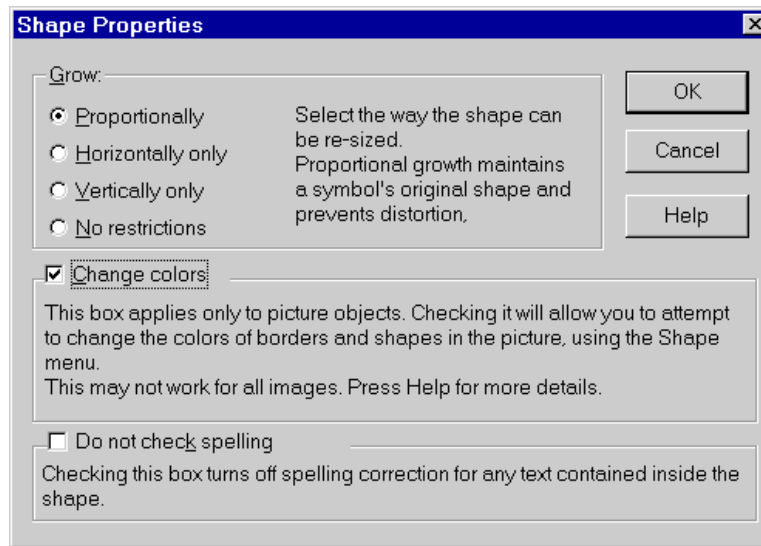 Shape Properties
Grow:
Proportionally
Horizontally only
Vertically only
No restrictions
Select the way the shape can
be re-sized.
Proportional growth maintains
a symbol's original shape and
prevents distortion,
OK
Cancel
Help
Change colors
This box applies only to picture objects. Checking it will allow you to attempt
to change the colors of borders and shapes in the picture, using the Shape
menu.
This may not work for all images. Press Help for more details.
Do not check spelling
Checking this box turns off spelling correction for any text contained inside the
shape.